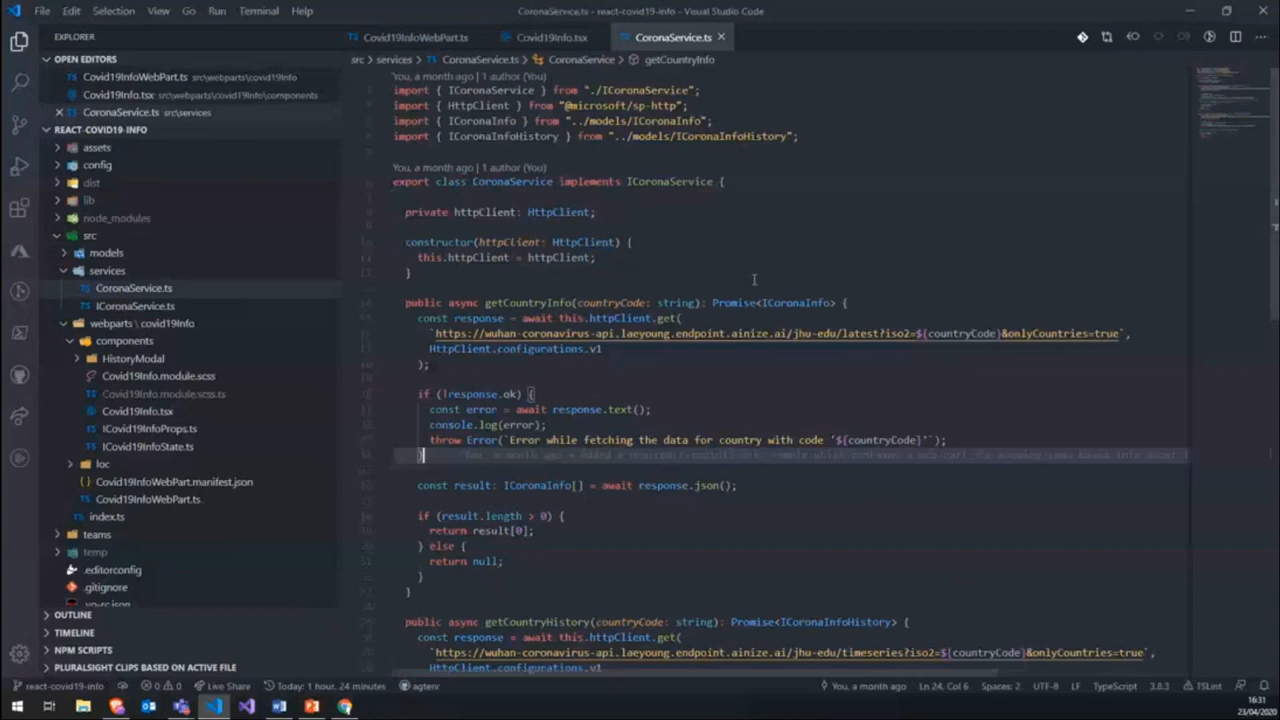 File Edit Selection View Go Run Terminal Help
CoronaService.ts - react-covid19-info - Visual Studio Code
EXPLORER
OPEN EDITORS
Covid19InfoWebPart.ts src\webparts\covid19Info
Covid19Info.tsx src\webparts\covid19Info\components
CoronaService.ts src\services
REACT-COVID19-INFO
assets
config
dist
lib
node_modules
src
models
services
CoronaService.ts
ICoronaService.ts
webparts \ covid19Info
components
HistoryModal
Covid19Info.module.scss
Covid19Info.module.scss.ts
Covid19Info.tsx
ICovid19InfoProps.ts
ICovid19InfoState.ts
loc
Covid19InfoWebPart.manifest.json
Covid19InfoWebPart.ts
index.ts
teams
temp
.editorconfig
.gitignore
.yo-rc.json
OUTLINE
TIMELINE
NPM SCRIPTS
PLURALSIGHT CLIPS BASED ON ACTIVE FILE
Covid19InfoWebPart.ts Covid19Info.tsx CoronaService.ts
src > services > CoronaService.ts > CoronaService > getCountryInfo
You, a month ago | 1 author (You)
import { ICoronaService } from "./ICoronaService";
import { HttpClient } from "@microsoft/sp-http";
import { ICoronaInfo } from "../models/ICoronaInfo";
import { ICoronaInfoHistory } from "../models/ICoronaInfoHistory";
You, a month ago | 1 author (You)
export class CoronaService implements ICoronaService {
private httpClient: HttpClient;
constructor(httpClient: HttpClient) {
this.httpClient = httpClient;
}
public async getCountryInfo(countryCode: string): Promise<ICoronaInfo> {
const response = await this.httpClient.get(
`https://wuhan-coronavirus-api.laeyoung.endpoint.ainize.ai/jhu-edu/latest?iso2=${countryCode}&onlyCountries=true`,
HttpClient.configurations.v1
);
if (!response.ok) {
const error = await response.text();
console.log(error);
throw Error(`Error while fetching the data for country with code '${countryCode}'`);
}
You, a month ago • Added a
const result: ICoronaInfo[] = await response.json();
if (result.length > 0) {
return result[0];
} else {
return null;
}
}
public async getCountryHistory(countryCode: string): Promise<ICoronaInfoHistory> {
const response = await this.httpClient.get(
`https://wuhan-coronavirus-api.laeyoung.endpoint.ainize.ai/jhu-edu/timeseries?iso2=${countryCode}&onlyCountries=true`,
HttpClient.configurations.v1
react-covid19-info 0 0 Live Share Today: 1 hour, 24 minutes agtenr You, a month ago Ln 24, Col 6 Spaces: 2 UTF-8 LF TypeScript 3.8.3 TSLint
16:31
23/04/2020